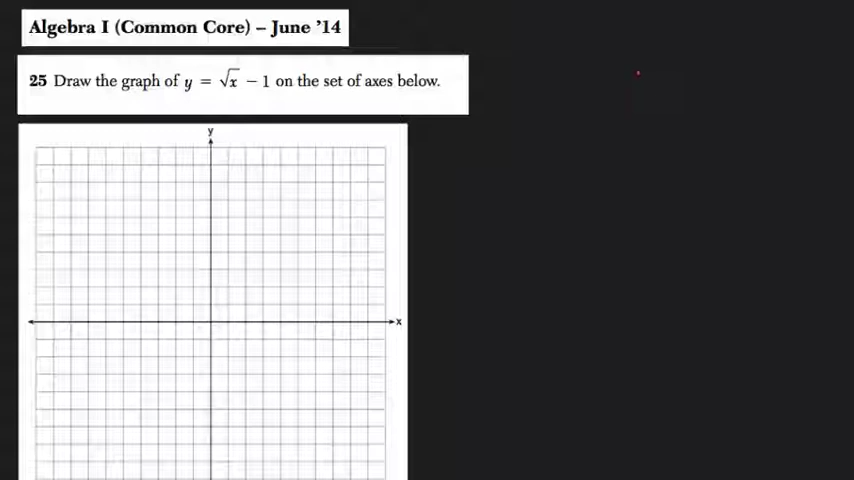 Algebra I (Common Core) – June ’14
25 Draw the graph of y = √x − 1 on the set of axes below.
y
x